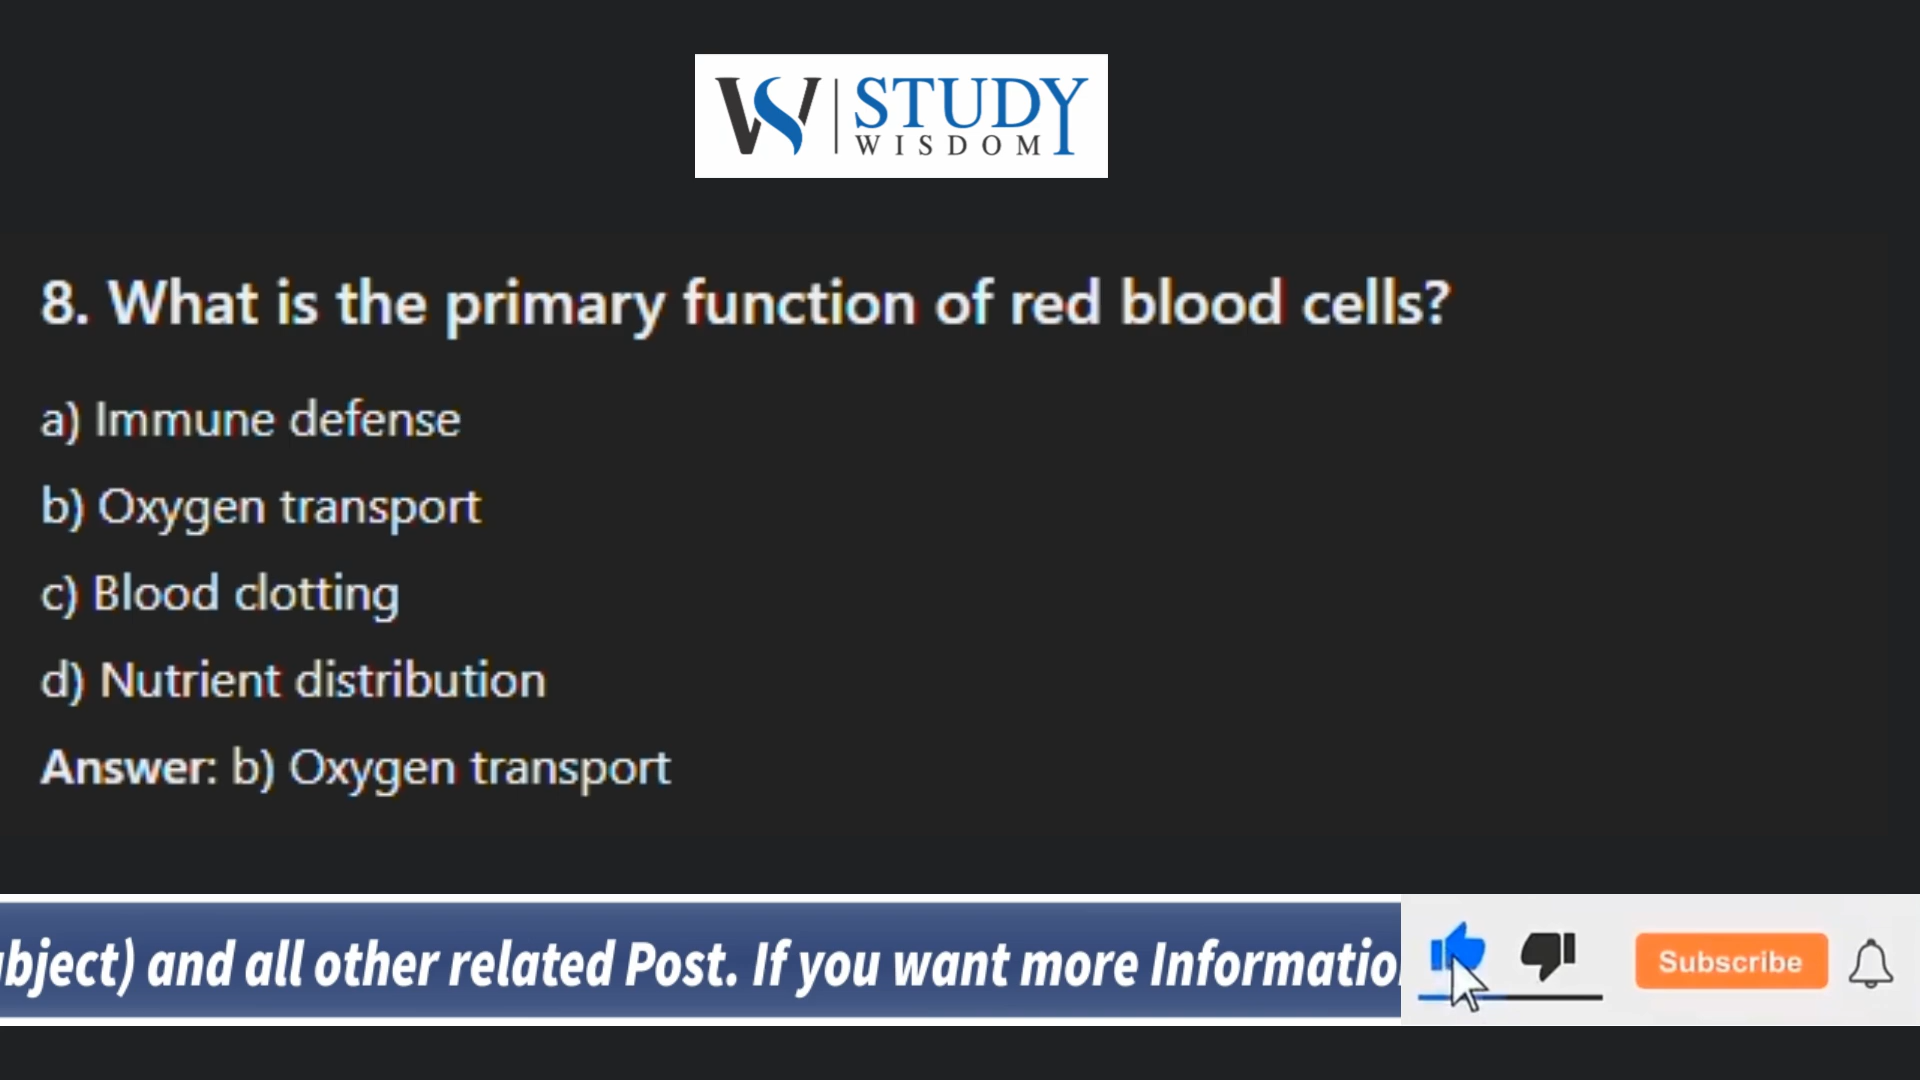 WS STUDY
WISDOM
8. What is the primary function of red blood cells?
a) Immune defense
b) Oxygen transport
c) Blood clotting
d) Nutrient distribution
Answer: b) Oxygen transport
bject) and all other related Post. If you want more Informatio
Subscribe